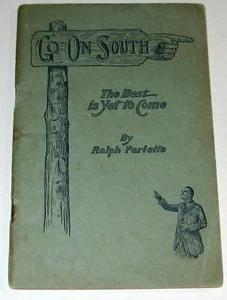 Go On South
The Best
is Yet to Come
By
Ralph Parlette